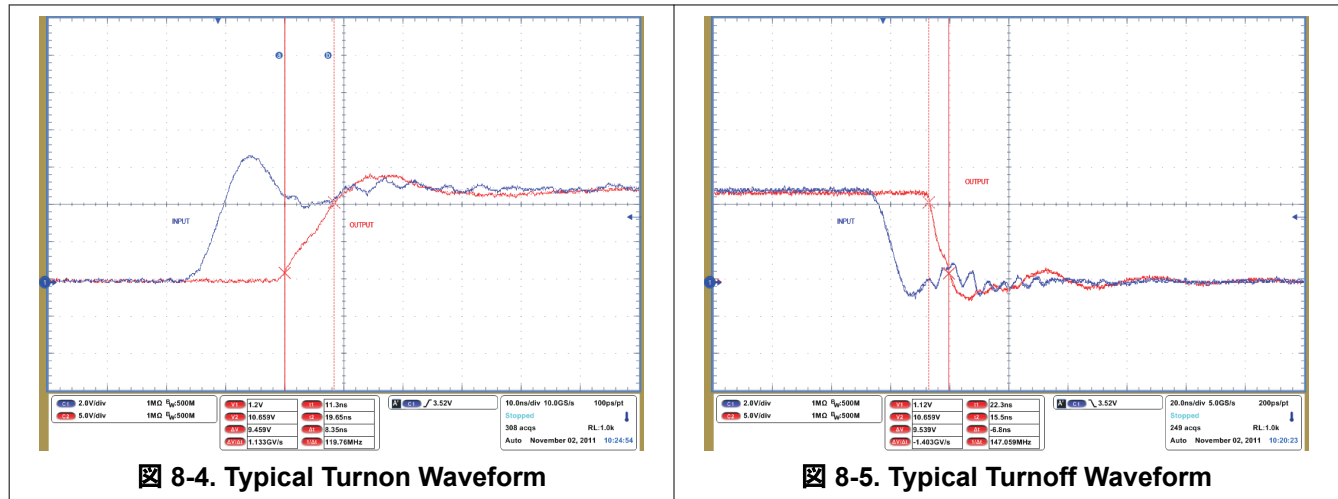 a
b
INPUT
OUTPUT
1
C1 2.0V/div 1MΩ BW:500M
C2 5.0V/div 1MΩ BW:500M
V1 1.2V t1 11.3ns
V2 10.659V t2 19.65ns
ΔV 9.459V Δt 8.35ns
ΔV/Δt 1.133GV/s 1/Δt 119.76MHz
A' C1 3.52V
10.0ns/div 10.0GS/s 100ps/pt
Stopped
308 acqs RL:1.0k
Auto November 02, 2011 10:24:54
図 8-4. Typical Turnon Waveform
OUTPUT
INPUT
1
C1 2.0V/div 1MΩ BW:500M
C2 5.0V/div 1MΩ BW:500M
V1 1.12V t1 22.3ns
V2 10.659V t2 15.5ns
ΔV 9.539V Δt -6.8ns
ΔV/Δt -1.403GV/s 1/Δt 147.059MHz
A' C1 3.52V
20.0ns/div 5.0GS/s 200ps/pt
Stopped
249 acqs RL:1.0k
Auto November 02, 2011 10:20:23
図 8-5. Typical Turnoff Waveform